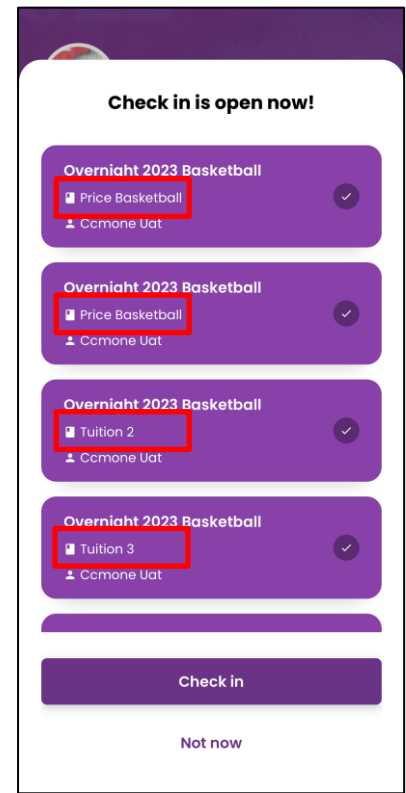 Check in is open now!
Overnight 2023 Basketball
Price Basketball
Ccmone Uat
Overnight 2023 Basketball
Price Basketball
Ccmone Uat
Overnight 2023 Basketball
Tuition 2
Ccmone Uat
Overnight 2023 Basketball
Tuition 3
Ccmone Uat
Check in
Not now